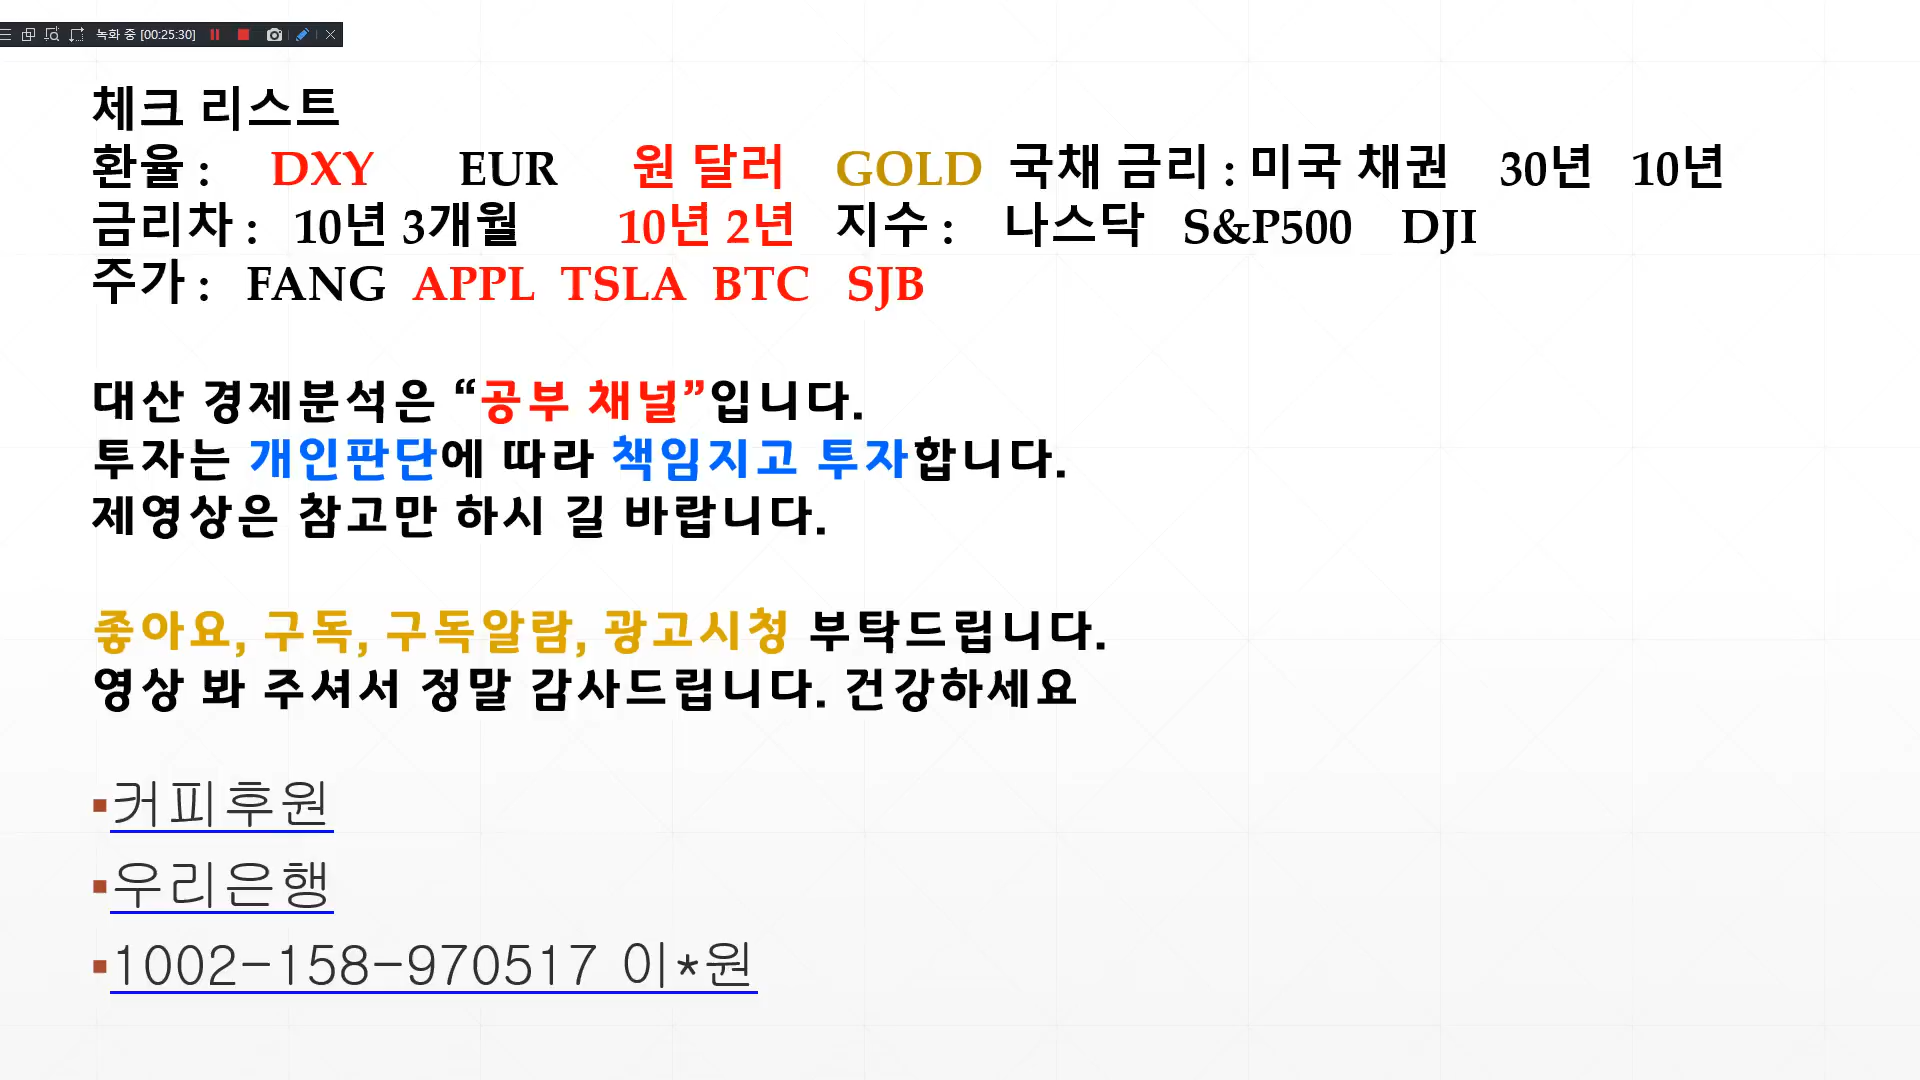 녹화 중 [00:25:30]
체크 리스트
환율 : DXY EUR 원 달러 GOLD 국채 금리 : 미국 채권 30년 10년
금리차 : 10년 3개월 10년 2년 지수 : 나스닥 S&P500 DJI
주가 : FANG APPL TSLA BTC SJB
대산 경제분석은 “공부 채널”입니다.
투자는 개인판단에 따라 책임지고 투자합니다.
제영상은 참고만 하시 길 바랍니다.
좋아요, 구독, 구독알람, 광고시청 부탁드립니다.
영상 봐 주셔서 정말 감사드립니다. 건강하세요
▪커피후원
▪우리은행
▪1002-158-970517 이*원